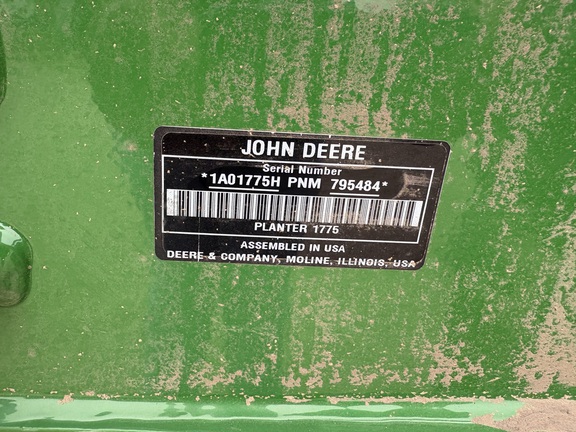 JOHN DEERE
Serial Number
*1A01775H PNM 795484*
PLANTER 1775
ASSEMBLED IN USA
DEERE & COMPANY, MOLINE, ILLINOIS, USA